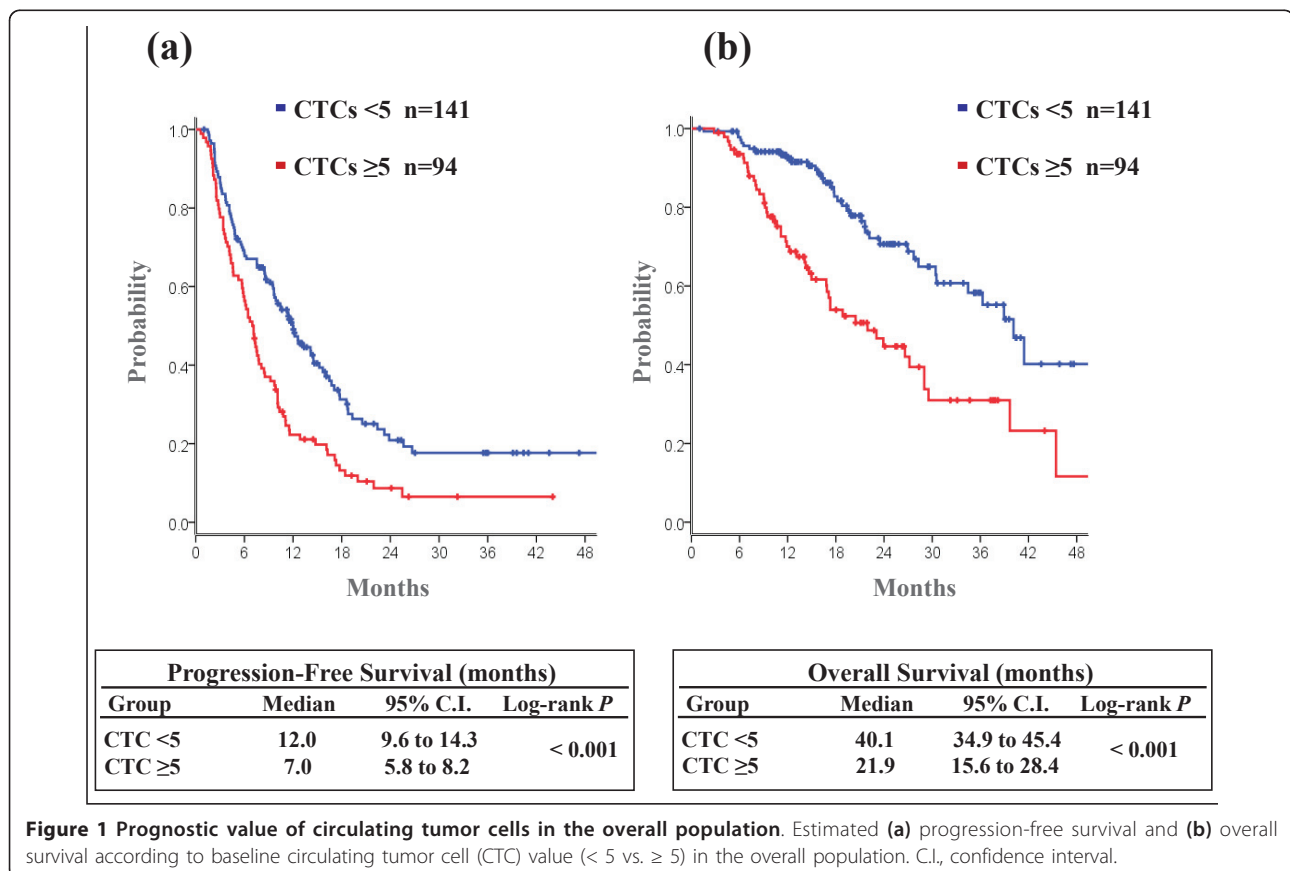 (a)
CTCs <5 n=141
CTCs ≥5 n=94
1.0
0.8
0.6
0.4
0.2
0.0
Probability
0 6 12 18 24 30 36 42 48
Months
(b)
CTCs <5 n=141
CTCs ≥5 n=94
1.0
0.8
0.6
0.4
0.2
0.0
Probability
0 6 12 18 24 30 36 42 48
Months
Progression-Free Survival (months)
Group Median 95% C.I. Log-rank P
CTC <5 12.0 9.6 to 14.3 < 0.001
CTC ≥5 7.0 5.8 to 8.2
Overall Survival (months)
Group Median 95% C.I. Log-rank P
CTC <5 40.1 34.9 to 45.4 < 0.001
CTC ≥5 21.9 15.6 to 28.4
Figure 1 Prognostic value of circulating tumor cells in the overall population. Estimated (a) progression-free survival and (b) overall
survival according to baseline circulating tumor cell (CTC) value (< 5 vs. ≥ 5) in the overall population. C.I., confidence interval.